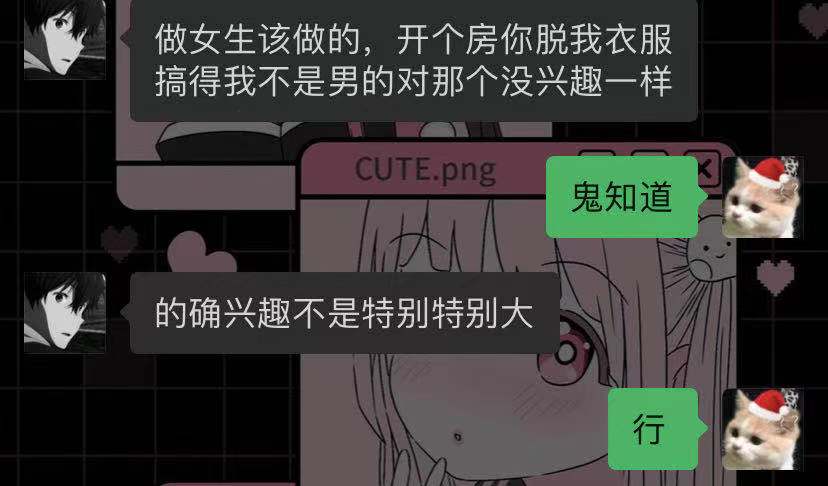 做女生该做的，开个房你脱我衣服
搞得我不是男的对那个没兴趣一样
CUTE.png
鬼知道
的确兴趣不是特别特别大
行